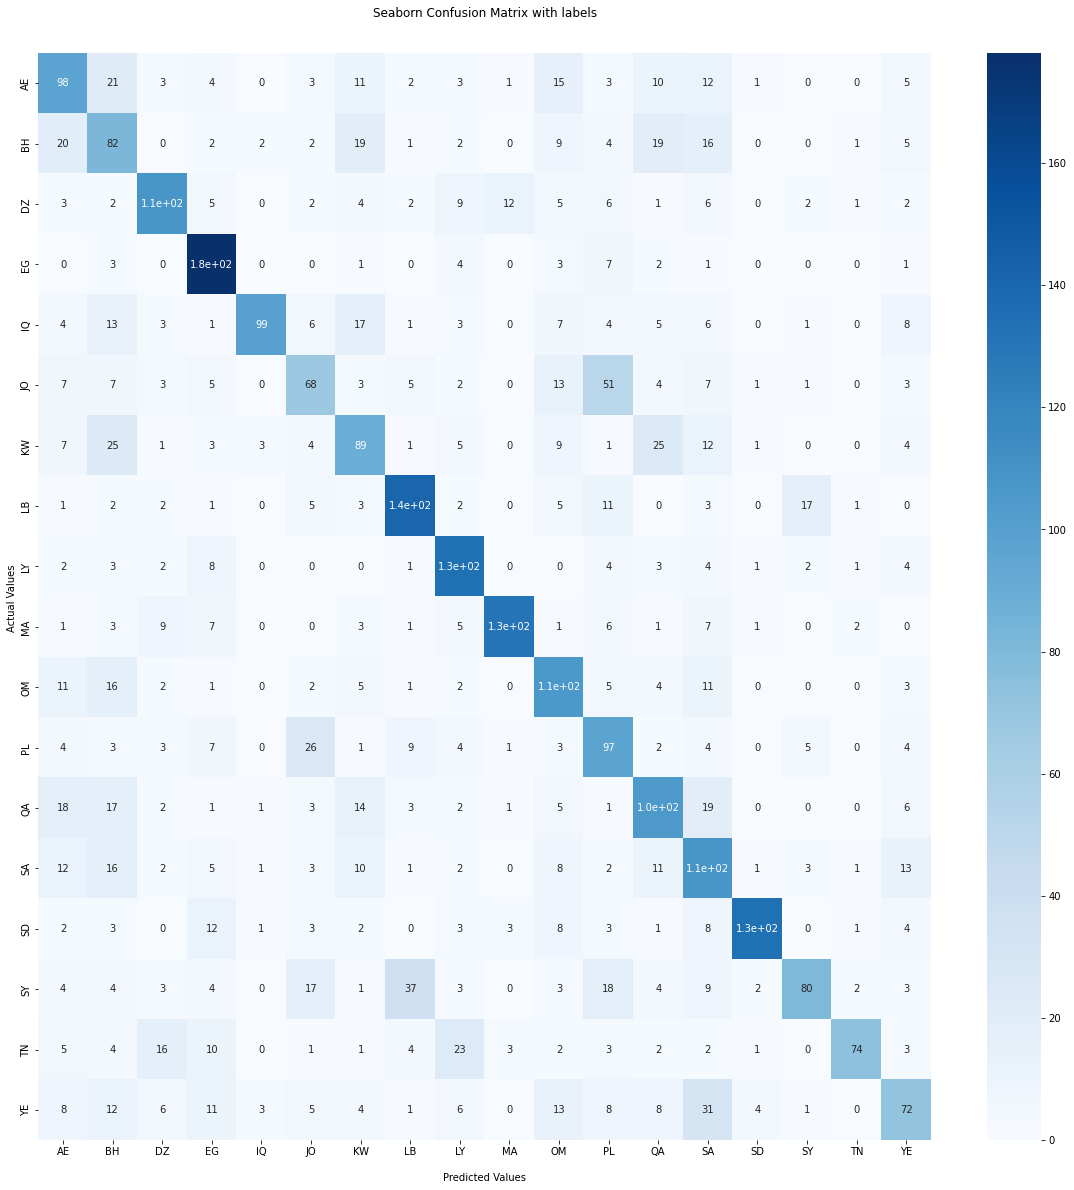 Seaborn Confusion Matrix with labels
AE 98 21 3 4 0 3 11 2 3 1 15 3 10 12 1 0 0 5
BH 20 82 0 2 2 2 19 1 2 0 9 4 19 16 0 0 1 5
DZ 3 2 1.1e+02 5 0 2 4 2 9 12 5 6 1 6 0 2 1 2
EG 0 3 0 1.8e+02 0 0 1 0 4 0 3 7 2 1 0 0 0 1
IQ 4 13 3 1 99 6 17 1 3 0 7 4 5 6 0 1 0 8
JO 7 7 3 5 0 68 3 5 2 0 13 51 4 7 1 1 0 3
KW 7 25 1 3 3 4 89 1 5 0 9 1 25 12 1 0 0 4
LB 1 2 2 1 0 5 3 1.4e+02 2 0 5 11 0 3 0 17 1 0
LY 2 3 2 8 0 0 0 1 1.3e+02 0 0 4 3 4 1 2 1 4
MA 1 3 9 7 0 0 3 1 5 1.3e+02 1 6 1 7 1 0 2 0
OM 11 16 2 1 0 2 5 1 2 0 1.1e+02 5 4 11 0 0 0 3
PL 4 3 3 7 0 26 1 9 4 1 3 97 2 4 0 5 0 4
QA 18 17 2 1 1 3 14 3 2 1 5 1 1.0e+02 19 0 0 0 6
SA 12 16 2 5 1 3 10 1 2 0 8 2 11 1.1e+02 1 3 1 13
SD 2 3 0 12 1 3 2 0 3 3 8 3 1 8 1.3e+02 0 1 4
SY 4 4 3 4 0 17 1 37 3 0 3 18 4 9 2 80 2 3
TN 5 4 16 10 0 1 1 4 23 3 2 3 2 2 1 0 74 3
YE 8 12 6 11 3 5 4 1 6 0 13 8 8 31 4 1 0 72
AE BH DZ EG IQ JO KW LB LY MA OM PL QA SA SD SY TN YE
Predicted Values
Actual Values
160
140
120
100
80
60
40
20
0